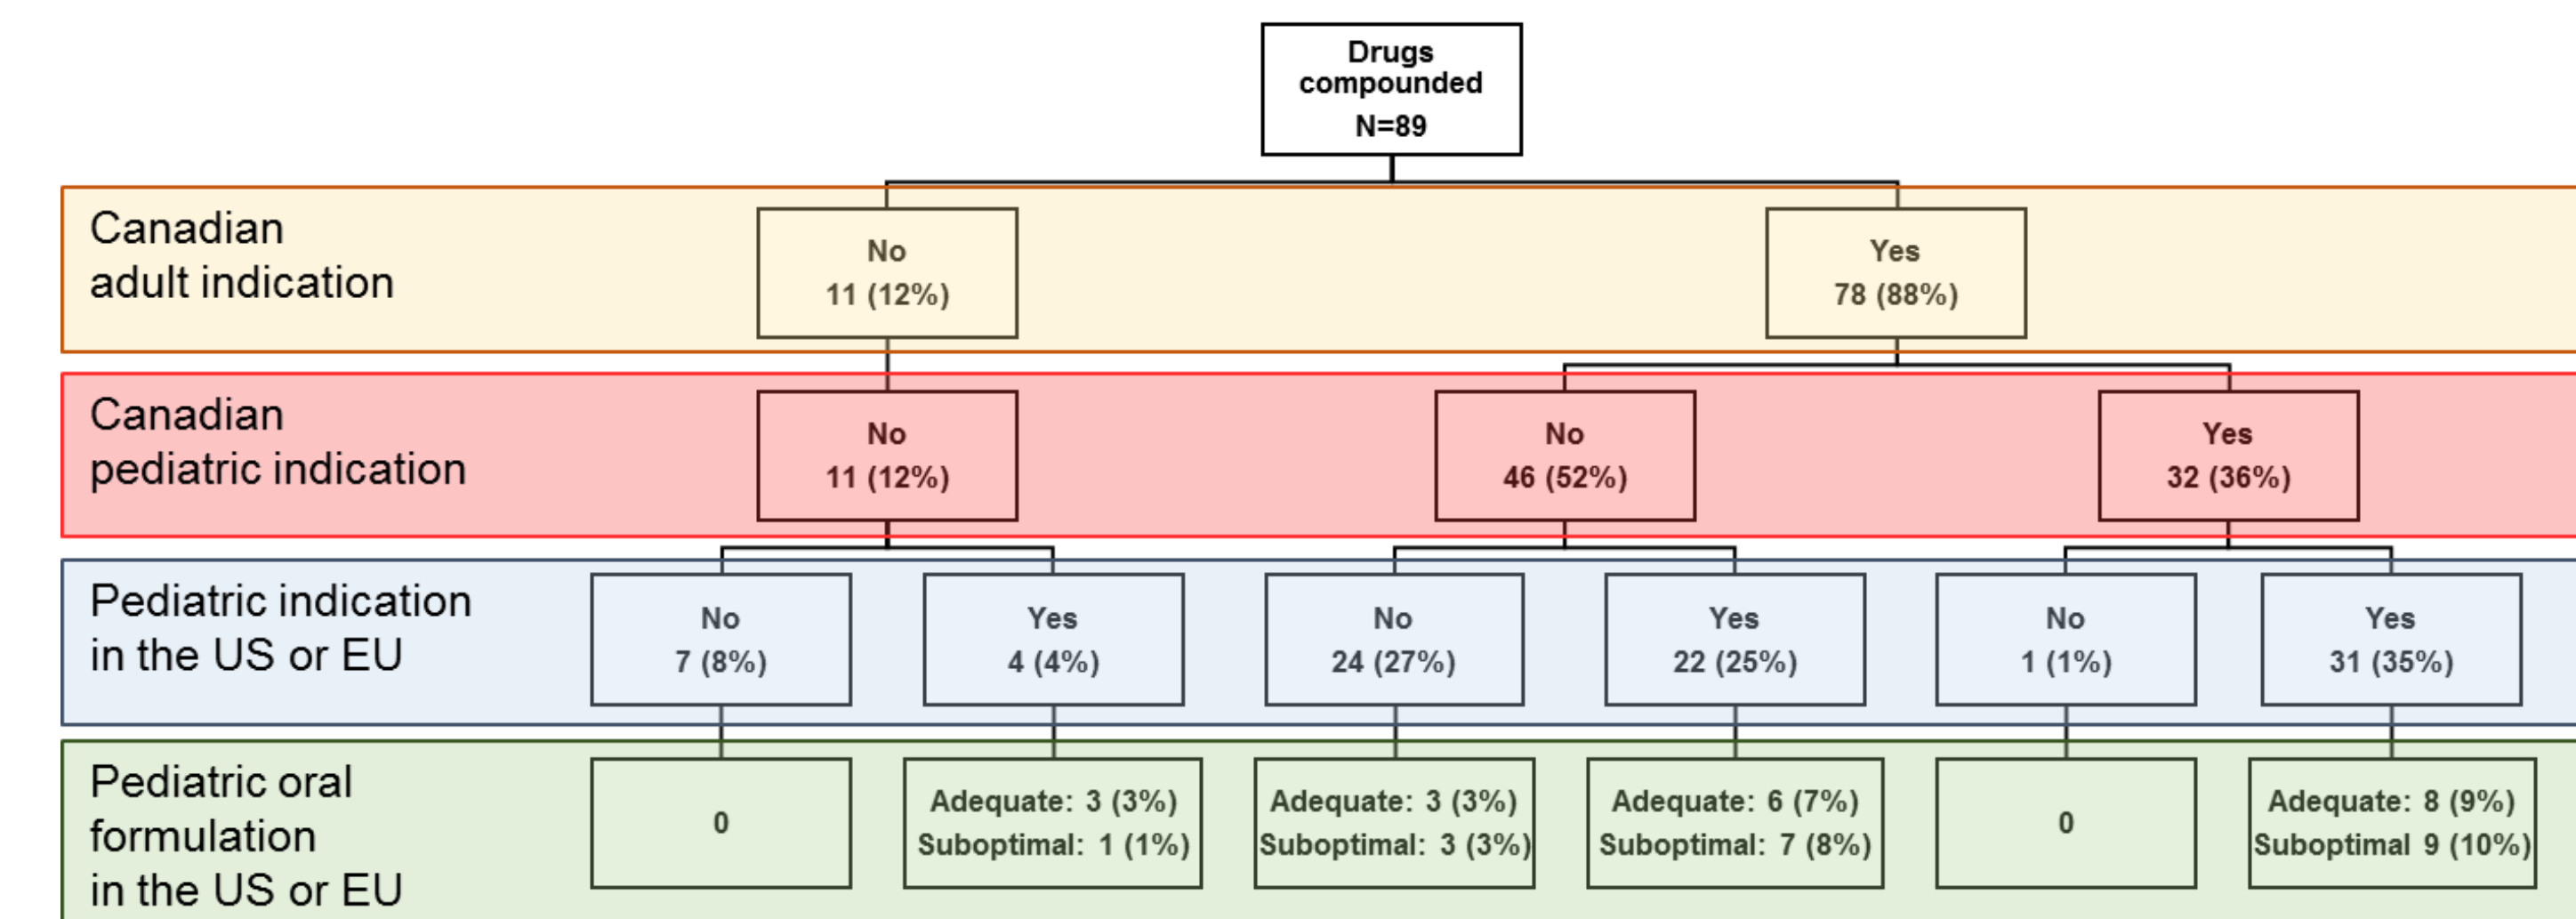 Drugs
compounded
N=89
Canadian
adult indication
No
11 (12%)
Yes
78 (88%)
Canadian
pediatric indication
No
11 (12%)
No
46 (52%)
Yes
32 (36%)
Pediatric indication
in the US or EU
No
7 (8%)
Yes
4 (4%)
No
24 (27%)
Yes
22 (25%)
No
1 (1%)
Yes
31 (35%)
Pediatric oral
formulation
in the US or EU
0
Adequate: 3 (3%)
Suboptimal: 1 (1%)
Adequate: 3 (3%)
Suboptimal: 3 (3%)
Adequate: 6 (7%)
Suboptimal: 7 (8%)
0
Adequate: 8 (9%)
Suboptimal 9 (10%)